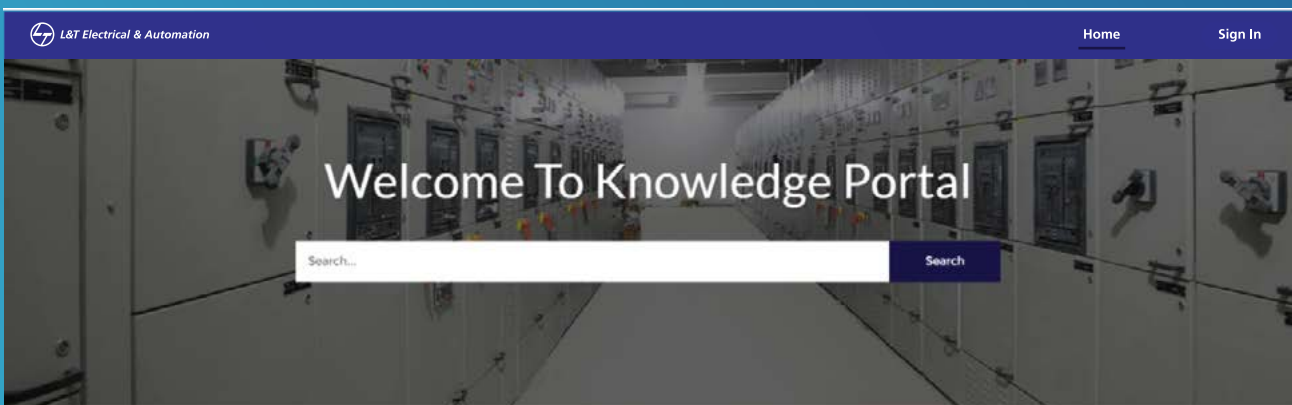 L&T Electrical & Automation
Home
Sign In
Welcome To Knowledge Portal
Search...
Search